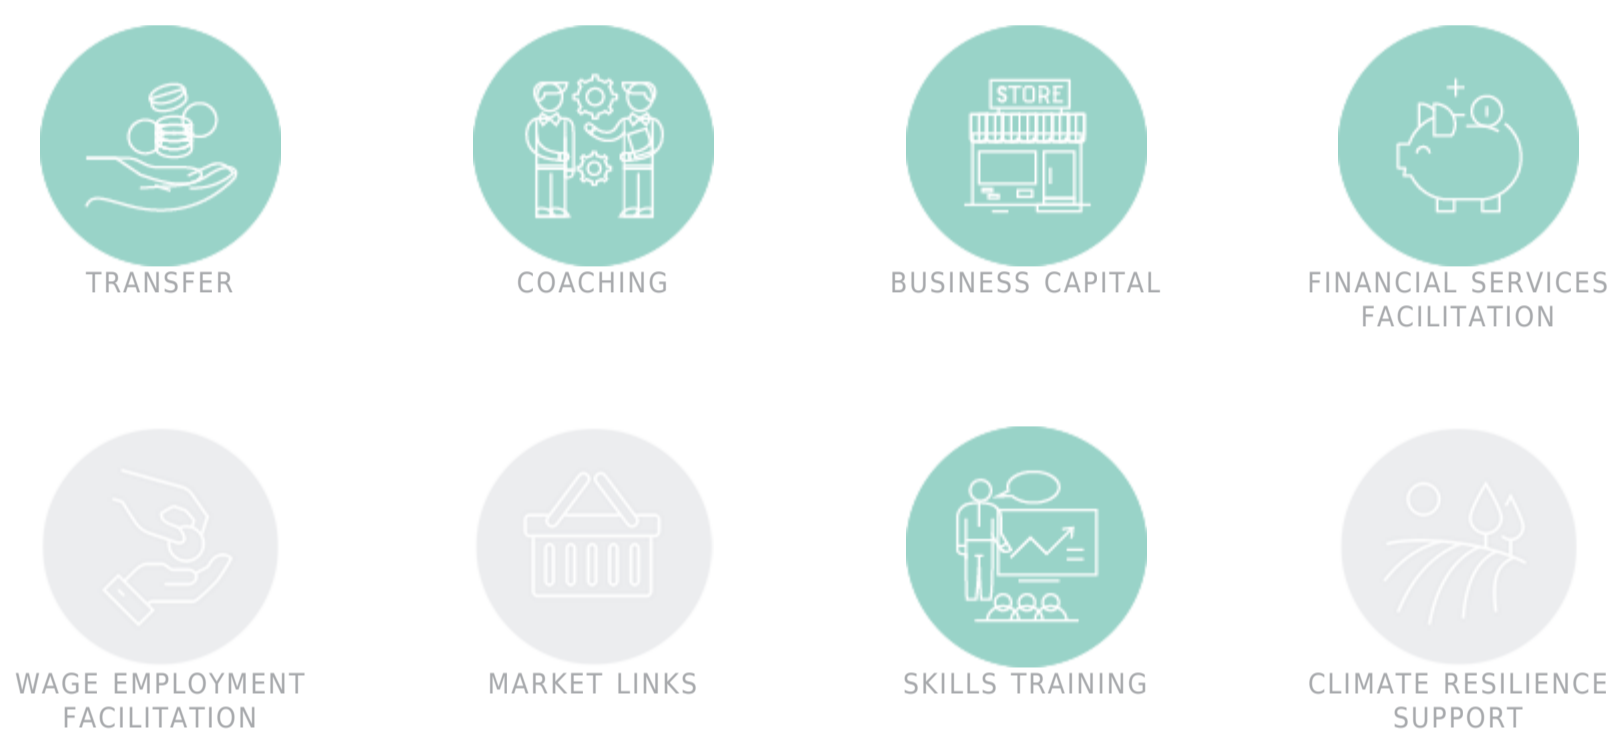 STORE
TRANSFER
COACHING
BUSINESS CAPITAL
FINANCIAL SERVICES
FACILITATION
WAGE EMPLOYMENT
FACILITATION
MARKET LINKS
SKILLS TRAINING
CLIMATE RESILIENCE
SUPPORT